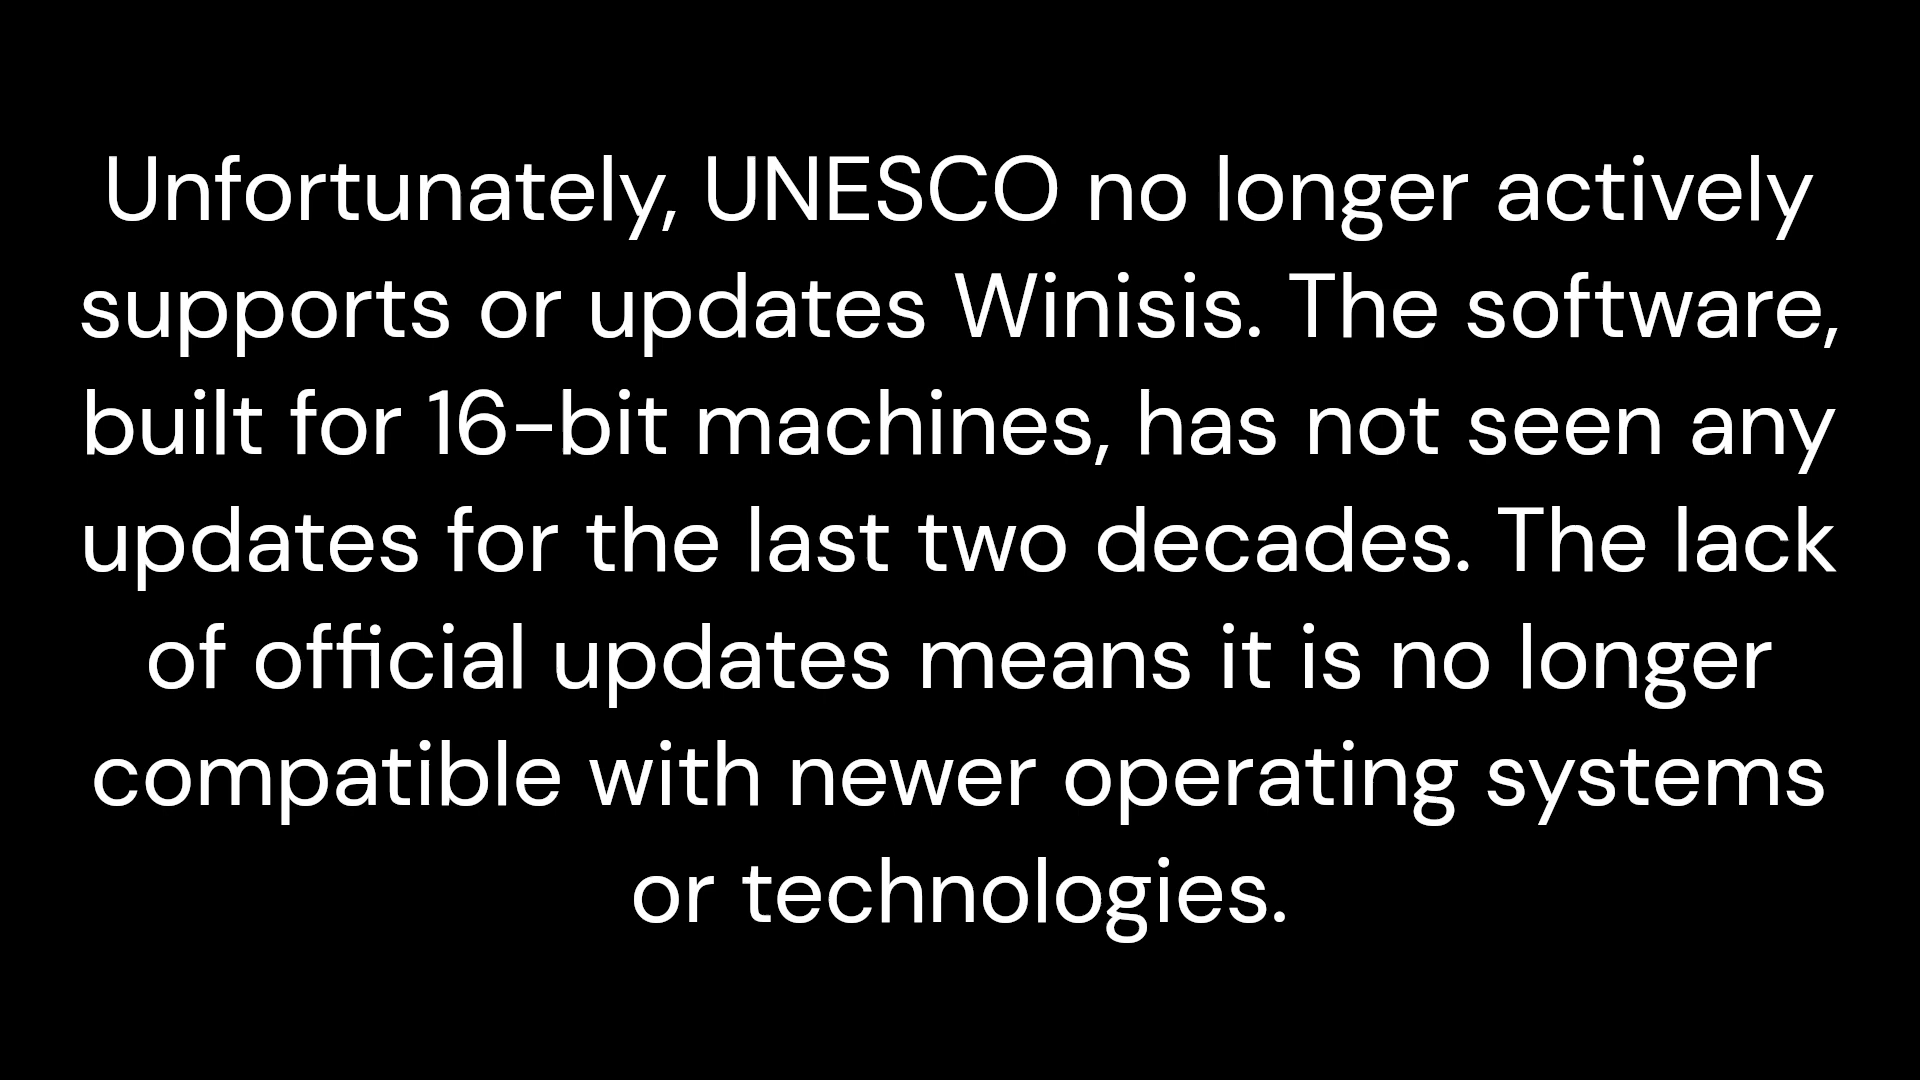 Unfortunately, UNESCO no longer actively
supports or updates Winisis. The software,
built for 16-bit machines, has not seen any
updates for the last two decades. The lack
of official updates means it is no longer
compatible with newer operating systems
or technologies.